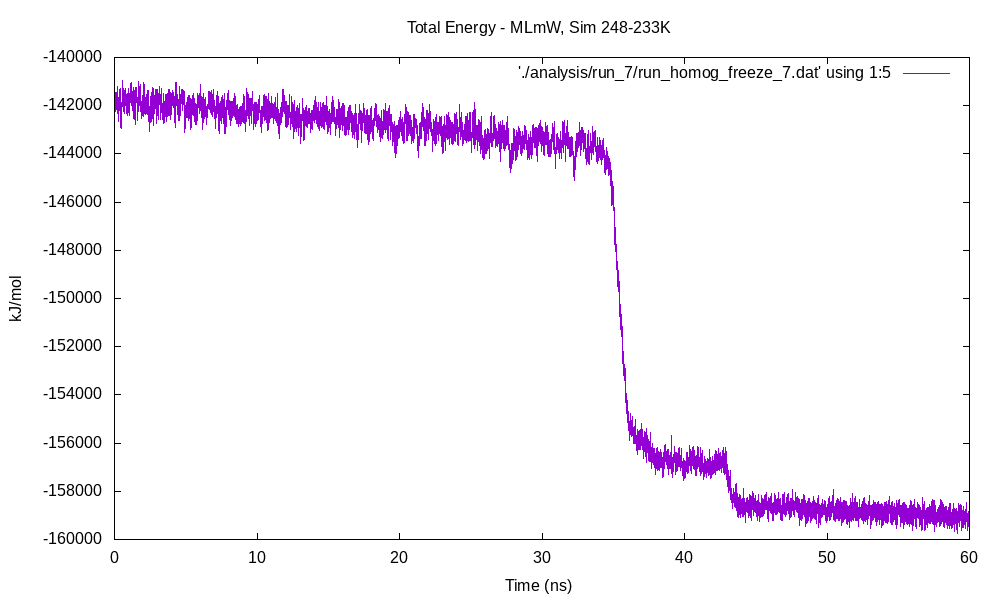 Total Energy - MLmW, Sim 248-233K
'./analysis/run_7/run_homog_freeze_7.dat' using 1:5
-140000
-142000
-144000
-146000
-148000
-150000
-152000
-154000
-156000
-158000
-160000
kJ/mol
0 10 20 30 40 50 60
Time (ns)